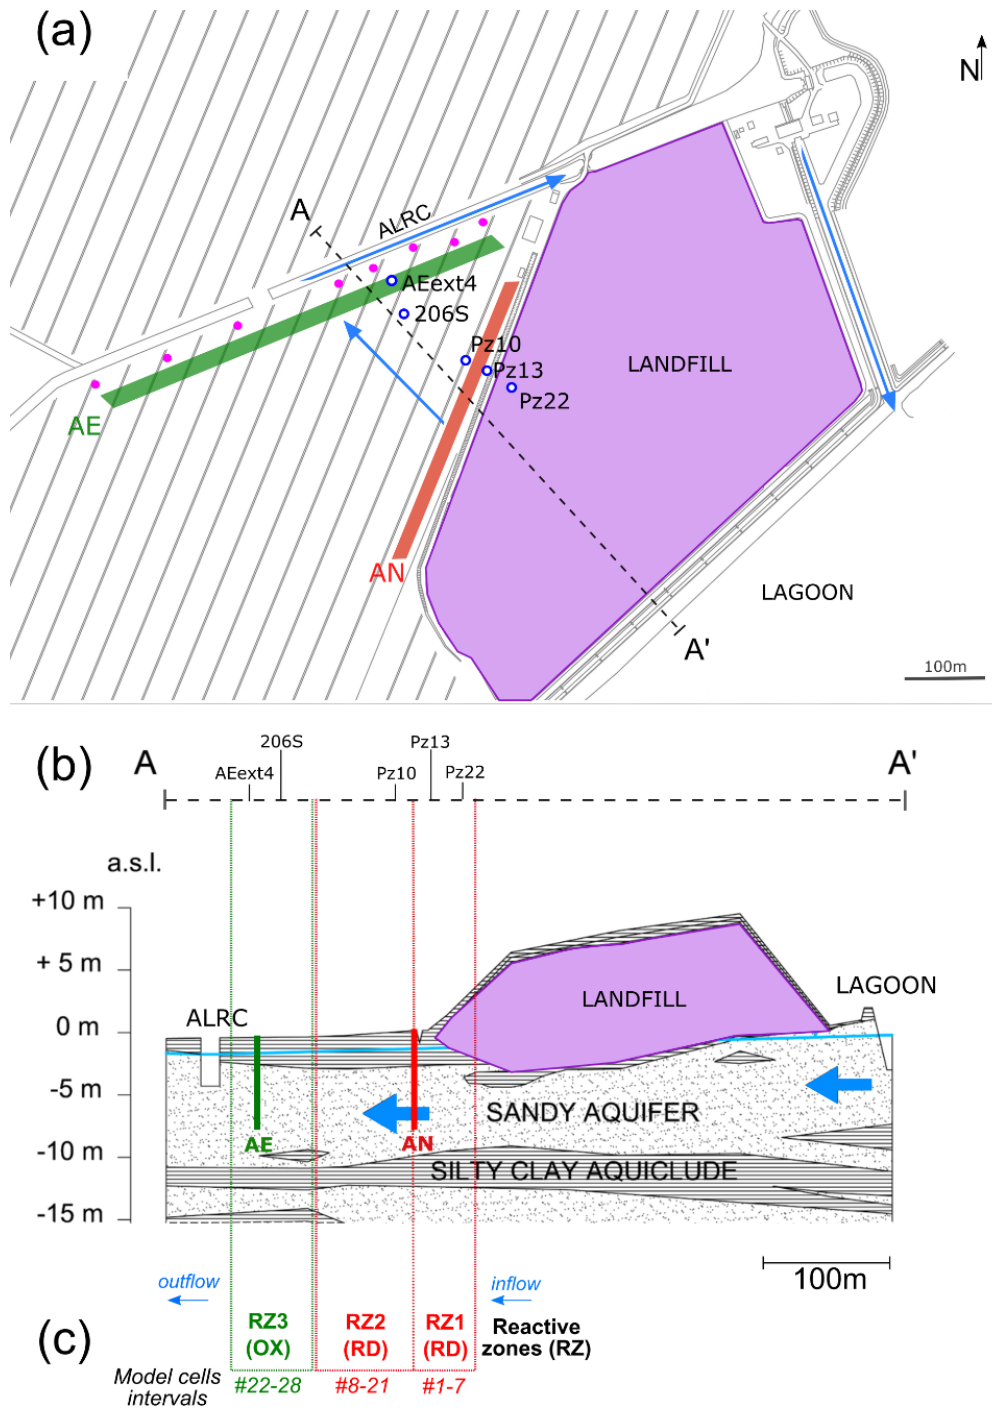 (a)
N
A
ALRC
AEext4
206S
Pz10
Pz13
Pz22
LANDFILL
AE
AN
LAGOON
A'
100m
(b)
A
206S
Pz13
A'
AEext4
Pz10
Pz22
a.s.l.
+10 m
+ 5 m
LAGOON
LANDFILL
ALRC
0 m
-5 m
SANDY AQUIFER
AE
AN
-10 m
SILTY CLAY AQUICLUDE
-15 m
100m
outflow
inflow
(c)
RZ3
(OX)
RZ2
(RD)
RZ1
(RD)
Reactive
zones (RZ)
Model cells
intervals
#22-28
#8-21
#1-7